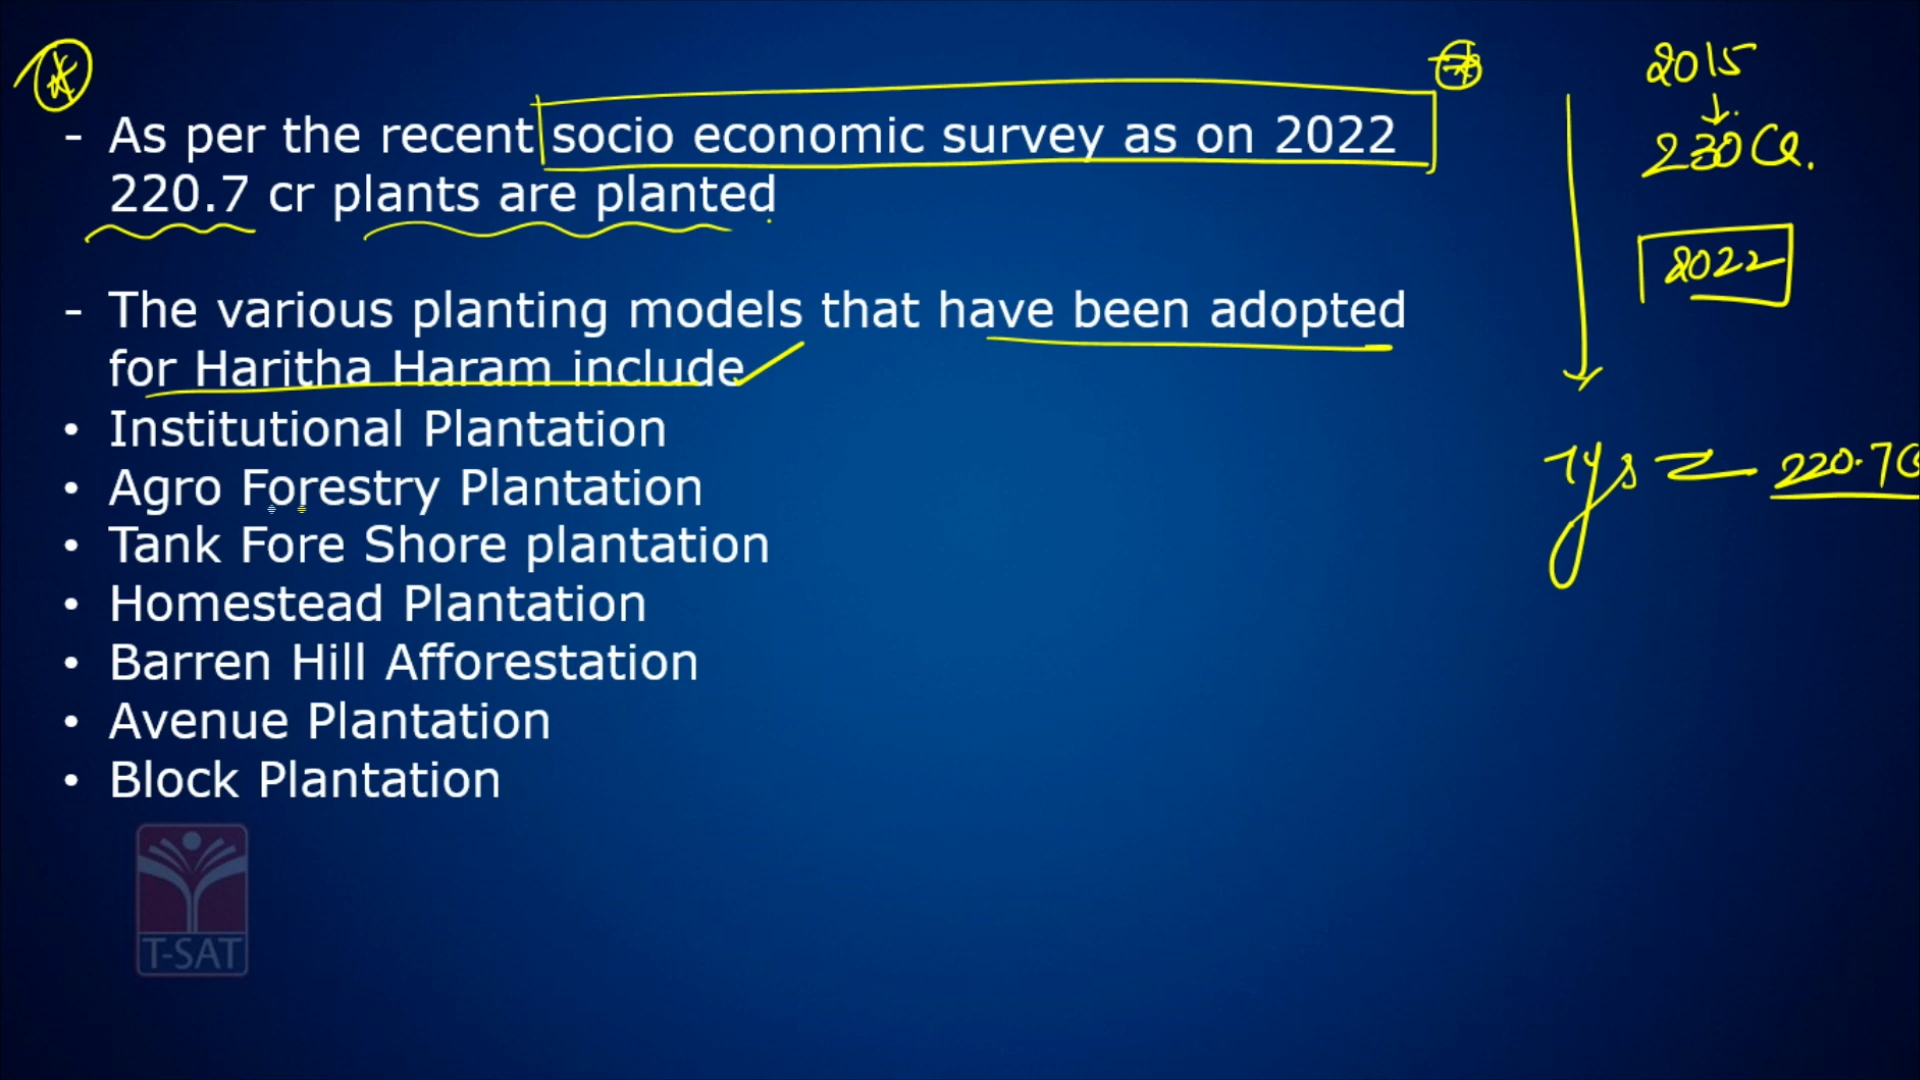 - As per the recent socio economic survey as on 2022
220.7 cr plants are planted
- The various planting models that have been adopted
for Haritha Haram include
• Institutional Plantation
• Agro Forestry Plantation
• Tank Fore Shore plantation
• Homestead Plantation
• Barren Hill Afforestation
• Avenue Plantation
• Block Plantation
T-SAT
2015
230 Cr.
2022
7ys
220.7 C